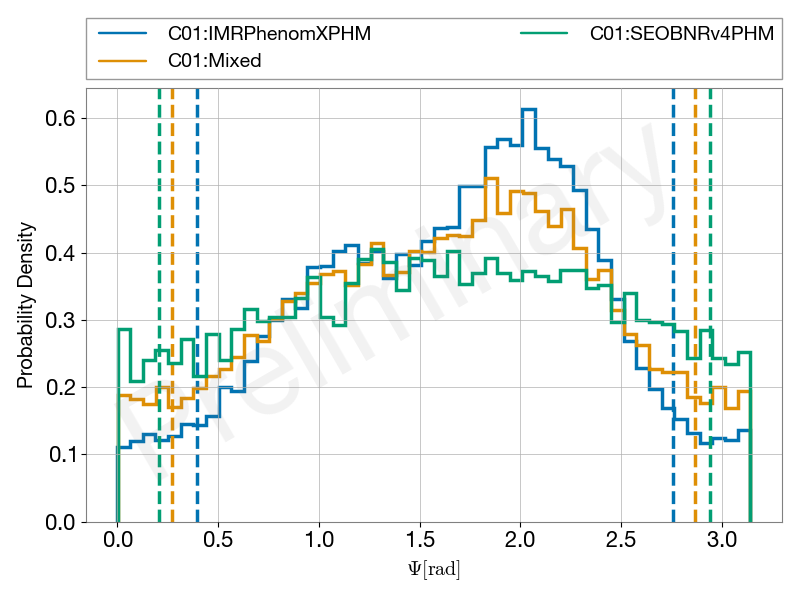 C01:IMRPhenomXPHM
C01:SEOBNRv4PHM
C01:Mixed
Preliminary
Probability Density
0.6
0.5
0.4
0.3
0.2
0.1
0.0
0.0 0.5 1.0 1.5 2.0 2.5 3.0
Ψ[rad]